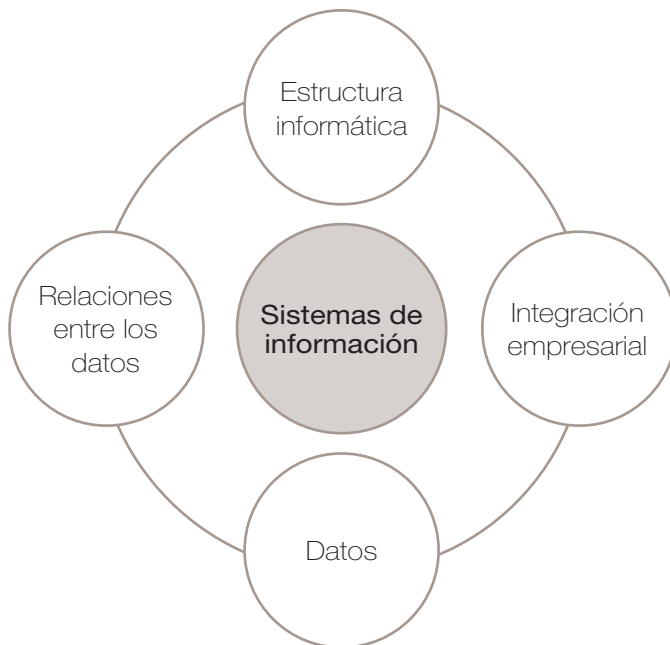 Estructura
informática
Relaciones
entre los
datos
Sistemas de
información
Integración
empresarial
Datos